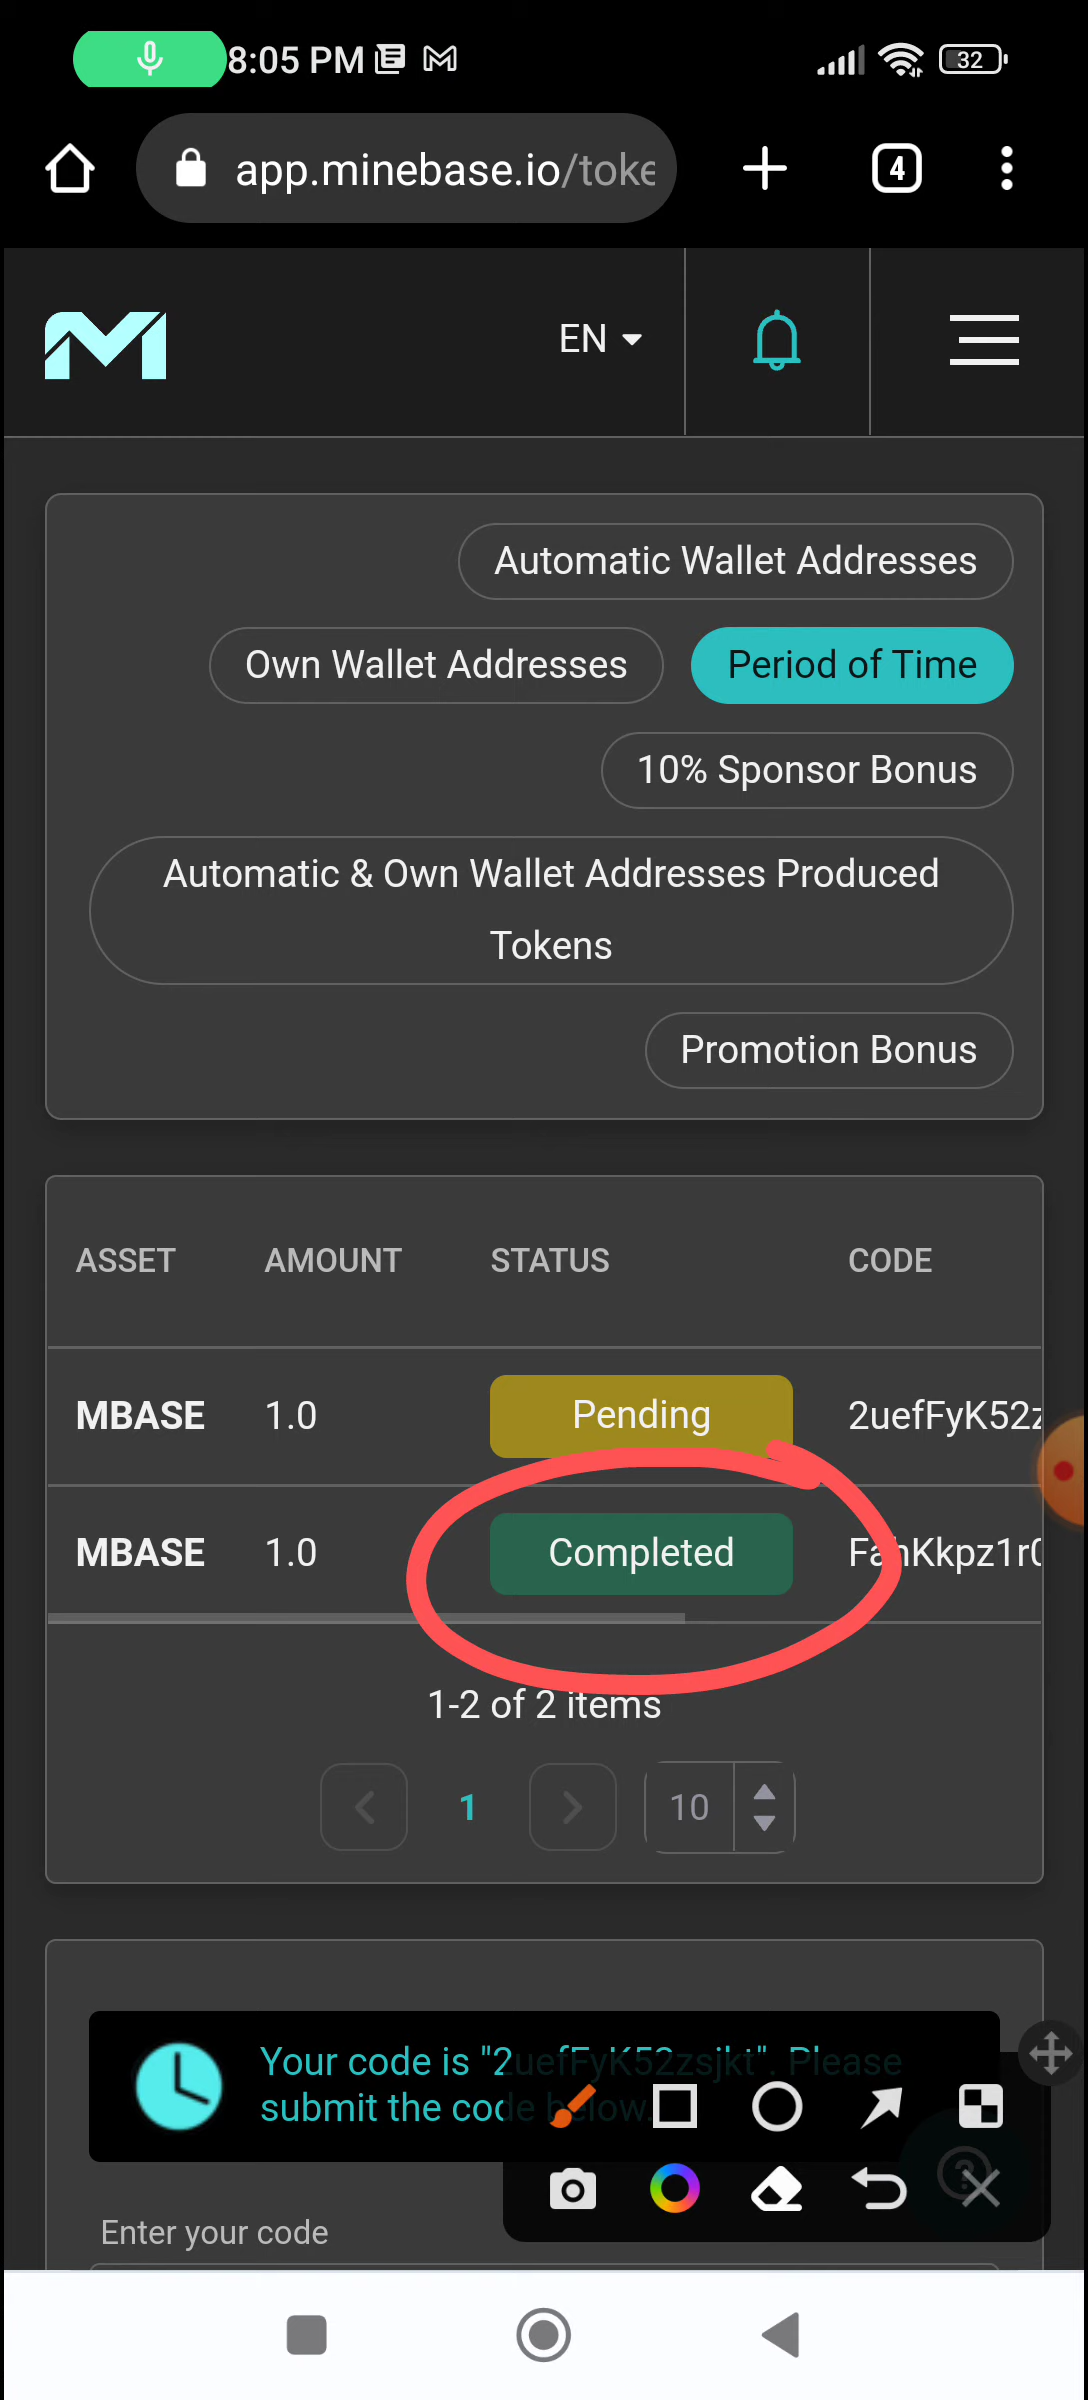 8:05 PM
32
app.minebase.io/toke
4
EN
Automatic Wallet Addresses
Own Wallet Addresses
Period of Time
10% Sponsor Bonus
Automatic & Own Wallet Addresses Produced
Tokens
Promotion Bonus
ASSET AMOUNT STATUS CODE
MBASE 1.0 Pending 2uefFyK52z
MBASE 1.0 Completed FahKkpz1r0
1-2 of 2 items
1
10
Your code is "2uefFyK52zsjkt". Please
submit the code below.
Enter your code